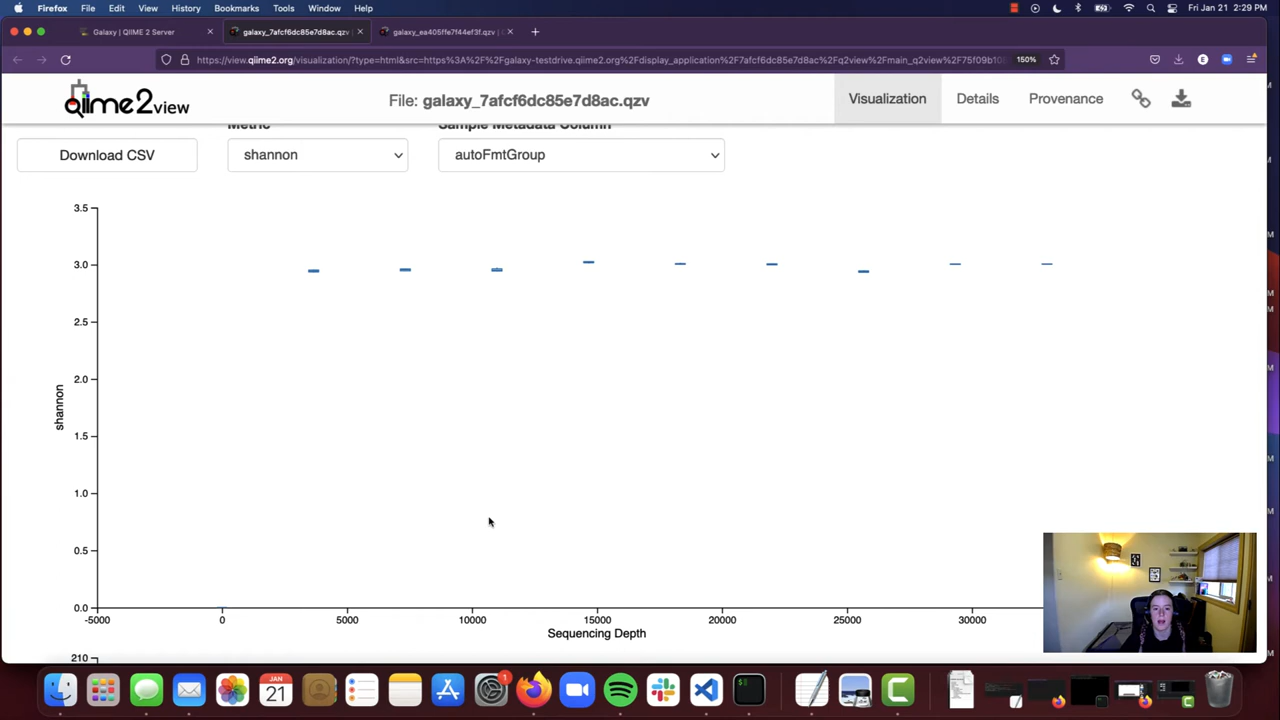 Firefox File Edit View History Bookmarks Tools Window Help Fri Jan 21 2:29 PM
Galaxy | QIIME 2 Server galaxy_7afcf6dc85e7d8ac.qzv galaxy_ea405ffe7f44ef3f.qzv |
https://view.qiime2.org/visualization/?type=html&src=https%3A%2F%2Fgalaxy-testdrive.qiime2.org%2Fdisplay_application%2F7afcf6dc85e7d8ac%2Fq2view%2Fmain_q2view%2F75f09b10 150%
qiime2view File: galaxy_7afcf6dc85e7d8ac.qzv Visualization Details Provenance
Metric Sample Metadata Column
Download CSV shannon autoFmtGroup
3.5
3.0
2.5
2.0
1.5
1.0
0.5
0.0
shannon
-5000 0 5000 10000 15000 20000 25000 30000
Sequencing Depth
210
JAN
21
1